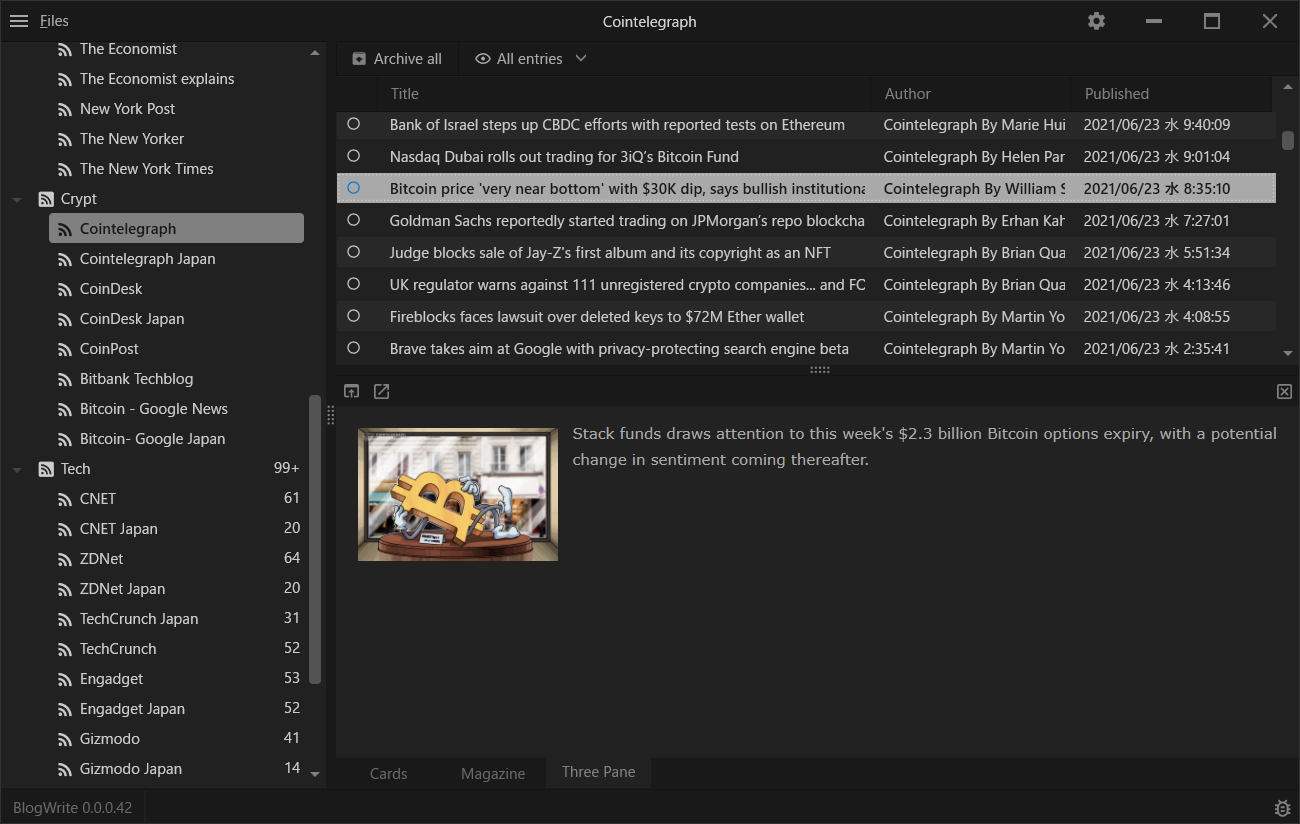 Files
Cointelegraph
The Economist
The Economist explains
New York Post
The New Yorker
The New York Times
Crypt
Cointelegraph
Cointelegraph Japan
CoinDesk
CoinDesk Japan
CoinPost
Bitbank Techblog
Bitcoin - Google News
Bitcoin- Google Japan
Tech 99+
CNET 61
CNET Japan 20
ZDNet 64
ZDNet Japan 20
TechCrunch Japan 31
TechCrunch 52
Engadget 53
Engadget Japan 52
Gizmodo 41
Gizmodo Japan 14
Archive all All entries
Title Author Published
Bank of Israel steps up CBDC efforts with reported tests on Ethereum Cointelegraph By Marie Hui 2021/06/23 水 9:40:09
Nasdaq Dubai rolls out trading for 3iQ’s Bitcoin Fund Cointelegraph By Helen Par 2021/06/23 水 9:01:04
Bitcoin price 'very near bottom' with $30K dip, says bullish institutiona Cointelegraph By William S 2021/06/23 水 8:35:10
Goldman Sachs reportedly started trading on JPMorgan’s repo blockcha Cointelegraph By Erhan Kah 2021/06/23 水 7:27:01
Judge blocks sale of Jay-Z's first album and its copyright as an NFT Cointelegraph By Brian Qua 2021/06/23 水 5:51:34
UK regulator warns against 111 unregistered crypto companies... and FC Cointelegraph By Brian Qua 2021/06/23 水 4:13:46
Fireblocks faces lawsuit over deleted keys to $72M Ether wallet Cointelegraph By Martin Yo 2021/06/23 水 4:08:55
Brave takes aim at Google with privacy-protecting search engine beta Cointelegraph By Martin Yo 2021/06/23 水 2:35:41
Stack funds draws attention to this week's $2.3 billion Bitcoin options expiry, with a potential
change in sentiment coming thereafter.
Cards Magazine Three Pane
BlogWrite 0.0.0.42